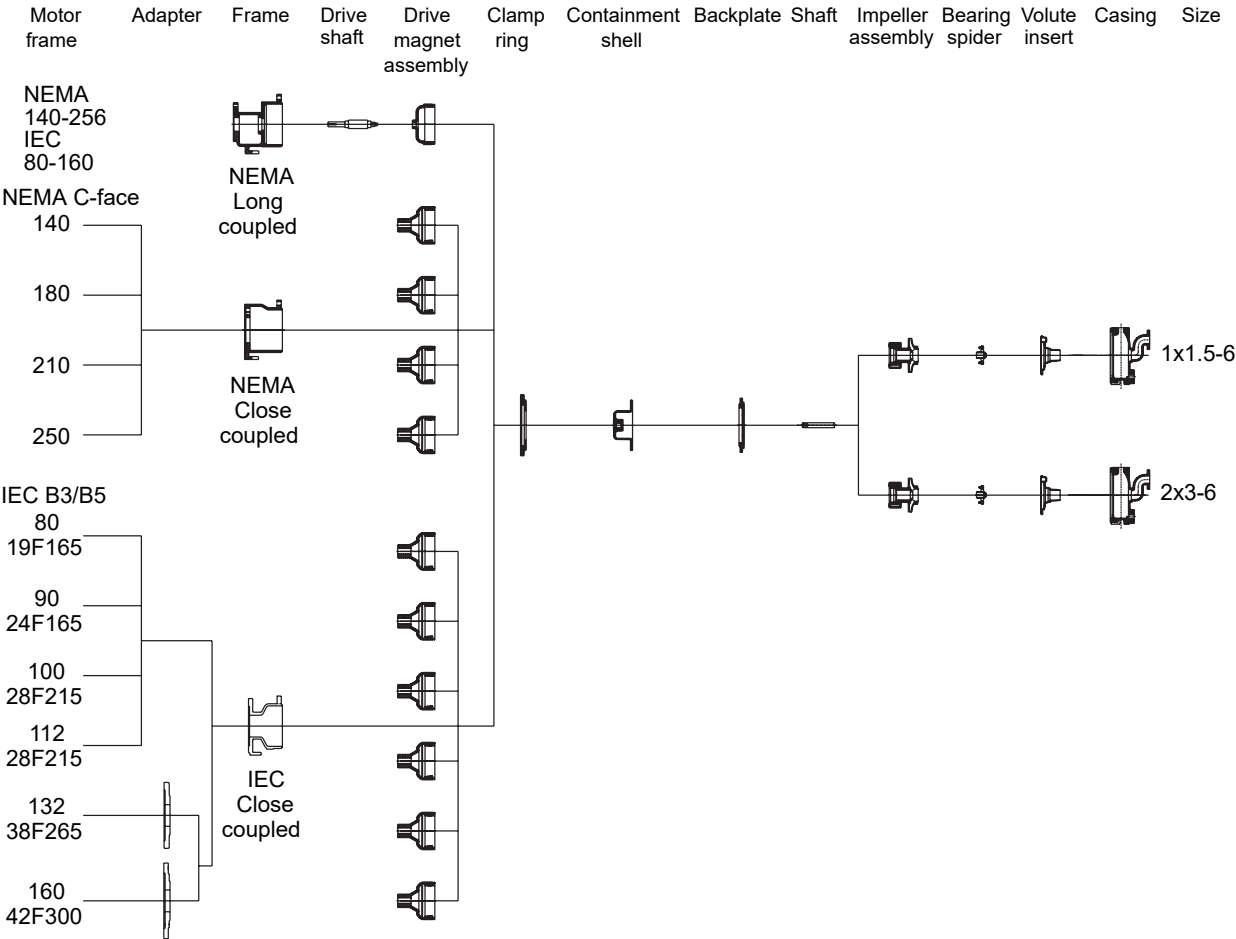 Motor frame
Adapter
Frame
Drive shaft
Drive magnet assembly
Clamp ring
Containment shell
Backplate
Shaft
Impeller assembly
Bearing spider
Volute insert
Casing
Size
NEMA
140-256
IEC
80-160
NEMA
Long
coupled
NEMA C-face
140
180
210
250
NEMA
Close
coupled
1x1.5-6
2x3-6
IEC B3/B5
80
19F165
90
24F165
100
28F215
112
28F215
132
38F265
160
42F300
IEC
Close
coupled